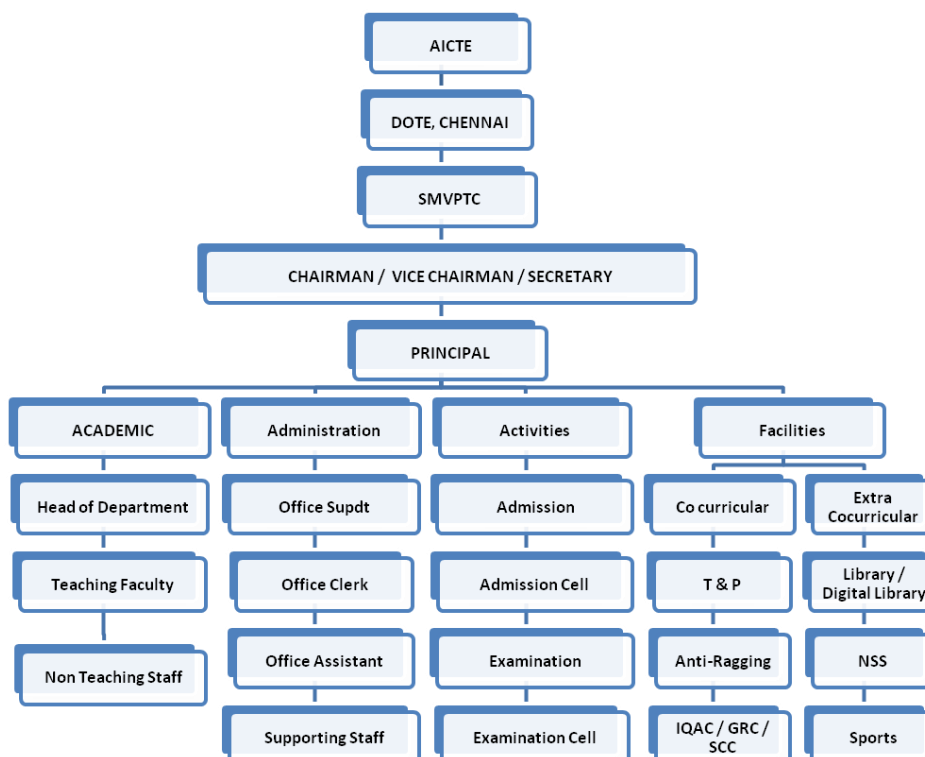 AICTE
DOTE, CHENNAI
SMVPTC
CHAIRMAN / VICE CHAIRMAN / SECRETARY
PRINCIPAL
ACADEMIC
Administration
Activities
Facilities
Head of Department
Office Supdt
Admission
Co curricular
Extra
Cocurricular
Teaching Faculty
Office Clerk
Admission Cell
T & P
Library /
Digital Library
Non Teaching Staff
Office Assistant
Examination
Anti-Ragging
NSS
Supporting Staff
Examination Cell
IQAC / GRC /
SCC
Sports